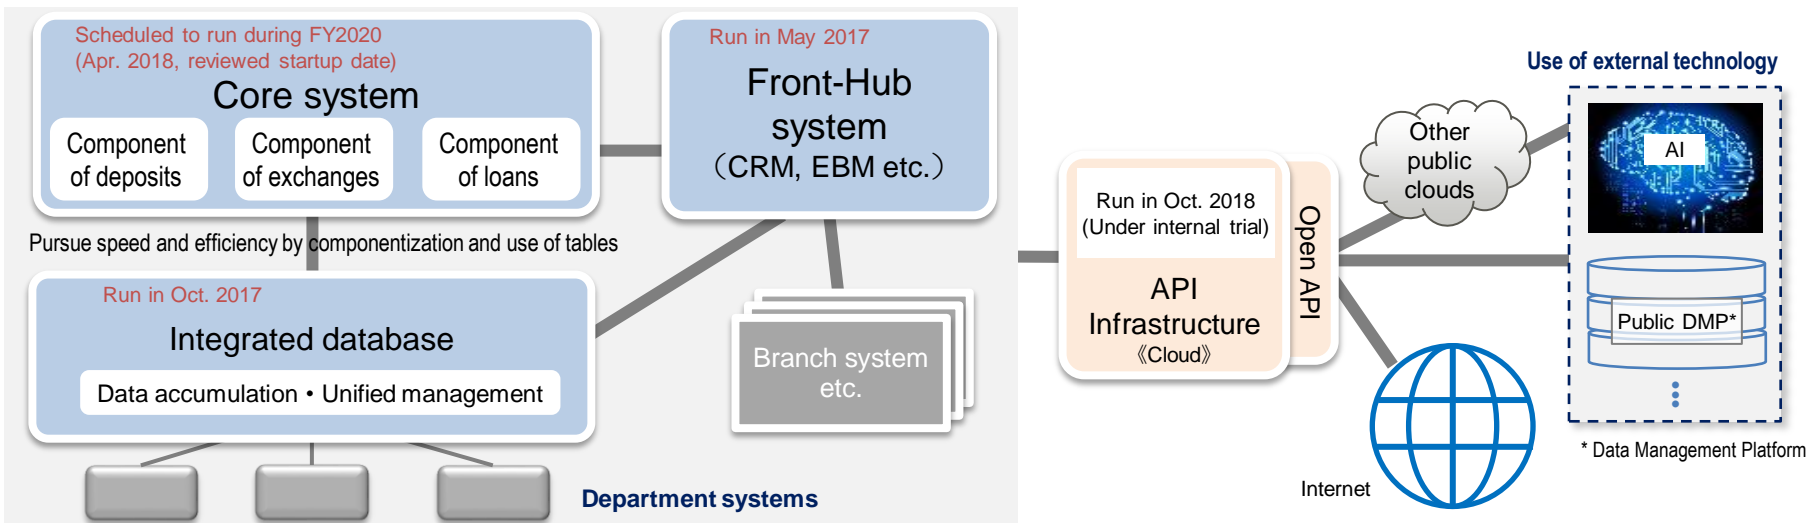 Scheduled to run during FY2020
(Apr. 2018, reviewed startup date)
Core system
Component
of deposits
Component
of exchanges
Component
of loans
Run in May 2017
Front-Hub
system
（CRM, EBM etc.）
Pursue speed and efficiency by componentization and use of tables
Run in Oct. 2017
Integrated database
Data accumulation・Unified management
Branch system
etc.
Department systems
Run in Oct. 2018
(Under internal trial)
API
Infrastructure
《Cloud》
Open API
Other
public
clouds
Internet
Use of external technology
AI
Public DMP*
* Data Management Platform